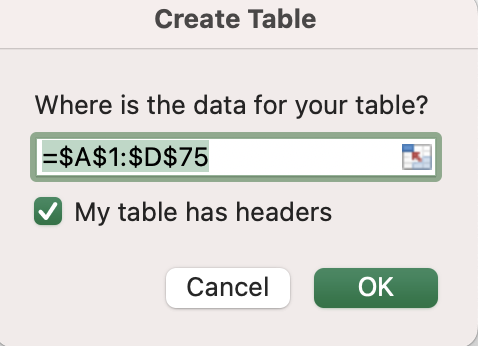 Create Table
Where is the data for your table?
=$A$1:$D$75
My table has headers
Cancel
OK